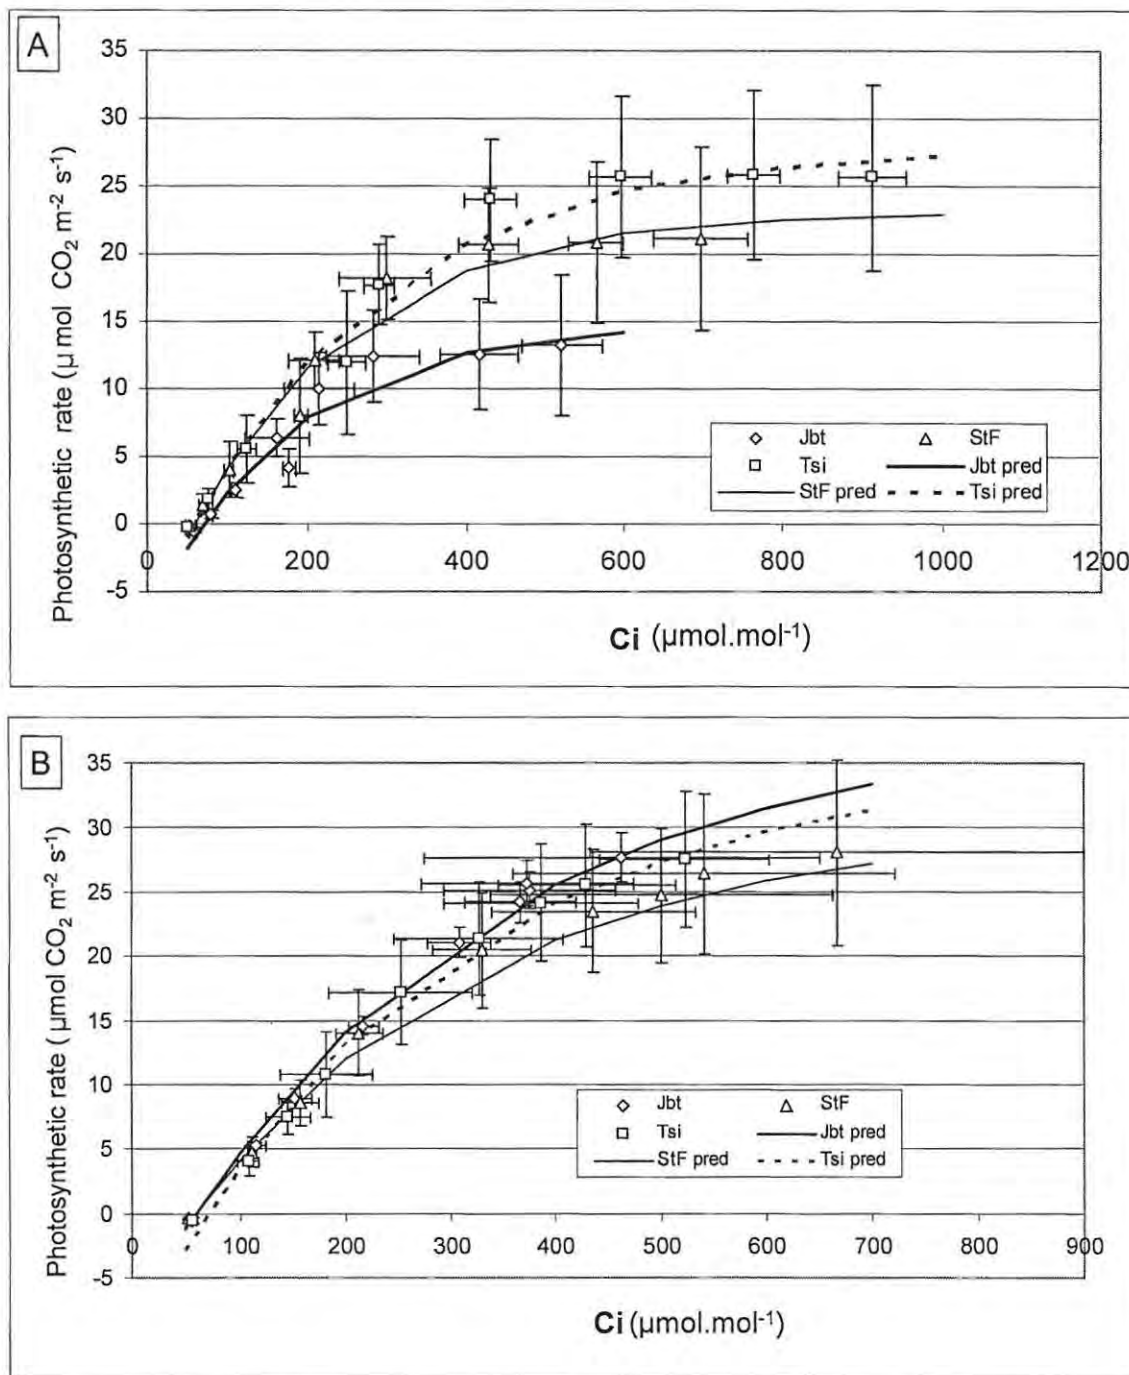 A
35
30
25
20
15
10
5
0
-5
Photosynthetic rate (µ mol CO₂ m⁻² s⁻¹)
0 200 400 600 800 1000 1200
Ci (µmol.mol⁻¹)
Jbt StF
Tsi Jbt pred
StF pred Tsi pred
B
35
30
25
20
15
10
5
0
-5
Photosynthetic rate ( µmol CO₂ m⁻² s⁻¹)
0 100 200 300 400 500 600 700 800 900
Ci (µmol.mol⁻¹)
Jbt StF
Tsi Jbt pred
StF pred Tsi pred